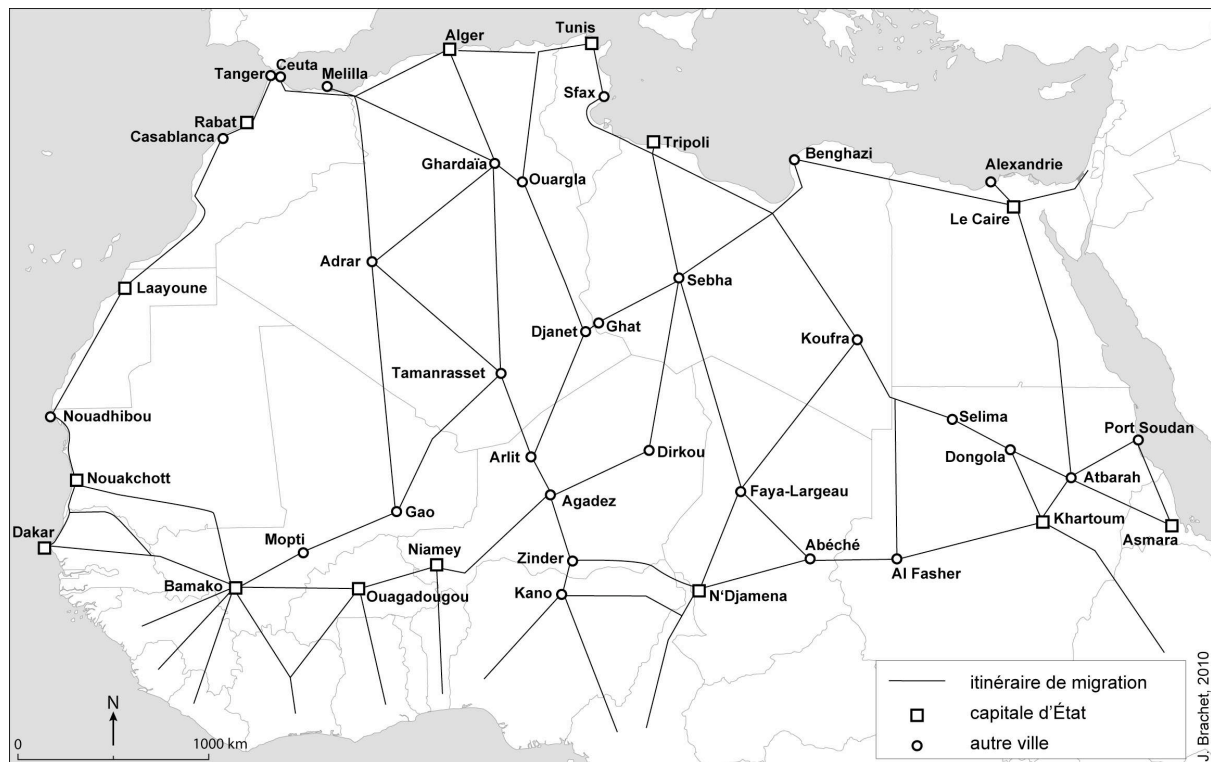 Tunis
Alger
Ceuta
Tanger
Melilla
Sfax
Rabat
Casablanca
Tripoli
Benghazi
Alexandrie
Ghardaïa
Ouargla
Le Caire
Adrar
Sebha
Laayoune
Djanet
Ghat
Koufra
Tamanrasset
Nouadhibou
Selima
Port Soudan
Arlit
Dirkou
Dongola
Nouakchott
Atbarah
Agadez
Faya-Largeau
Gao
Dakar
Khartoum
Mopti
Niamey
Asmara
Zinder
Abéché
Al Fasher
Bamako
Ouagadougou
Kano
N'Djamena
N
0
1000 km
itinéraire de migration
capitale d'État
autre ville
J. Brachet, 2010